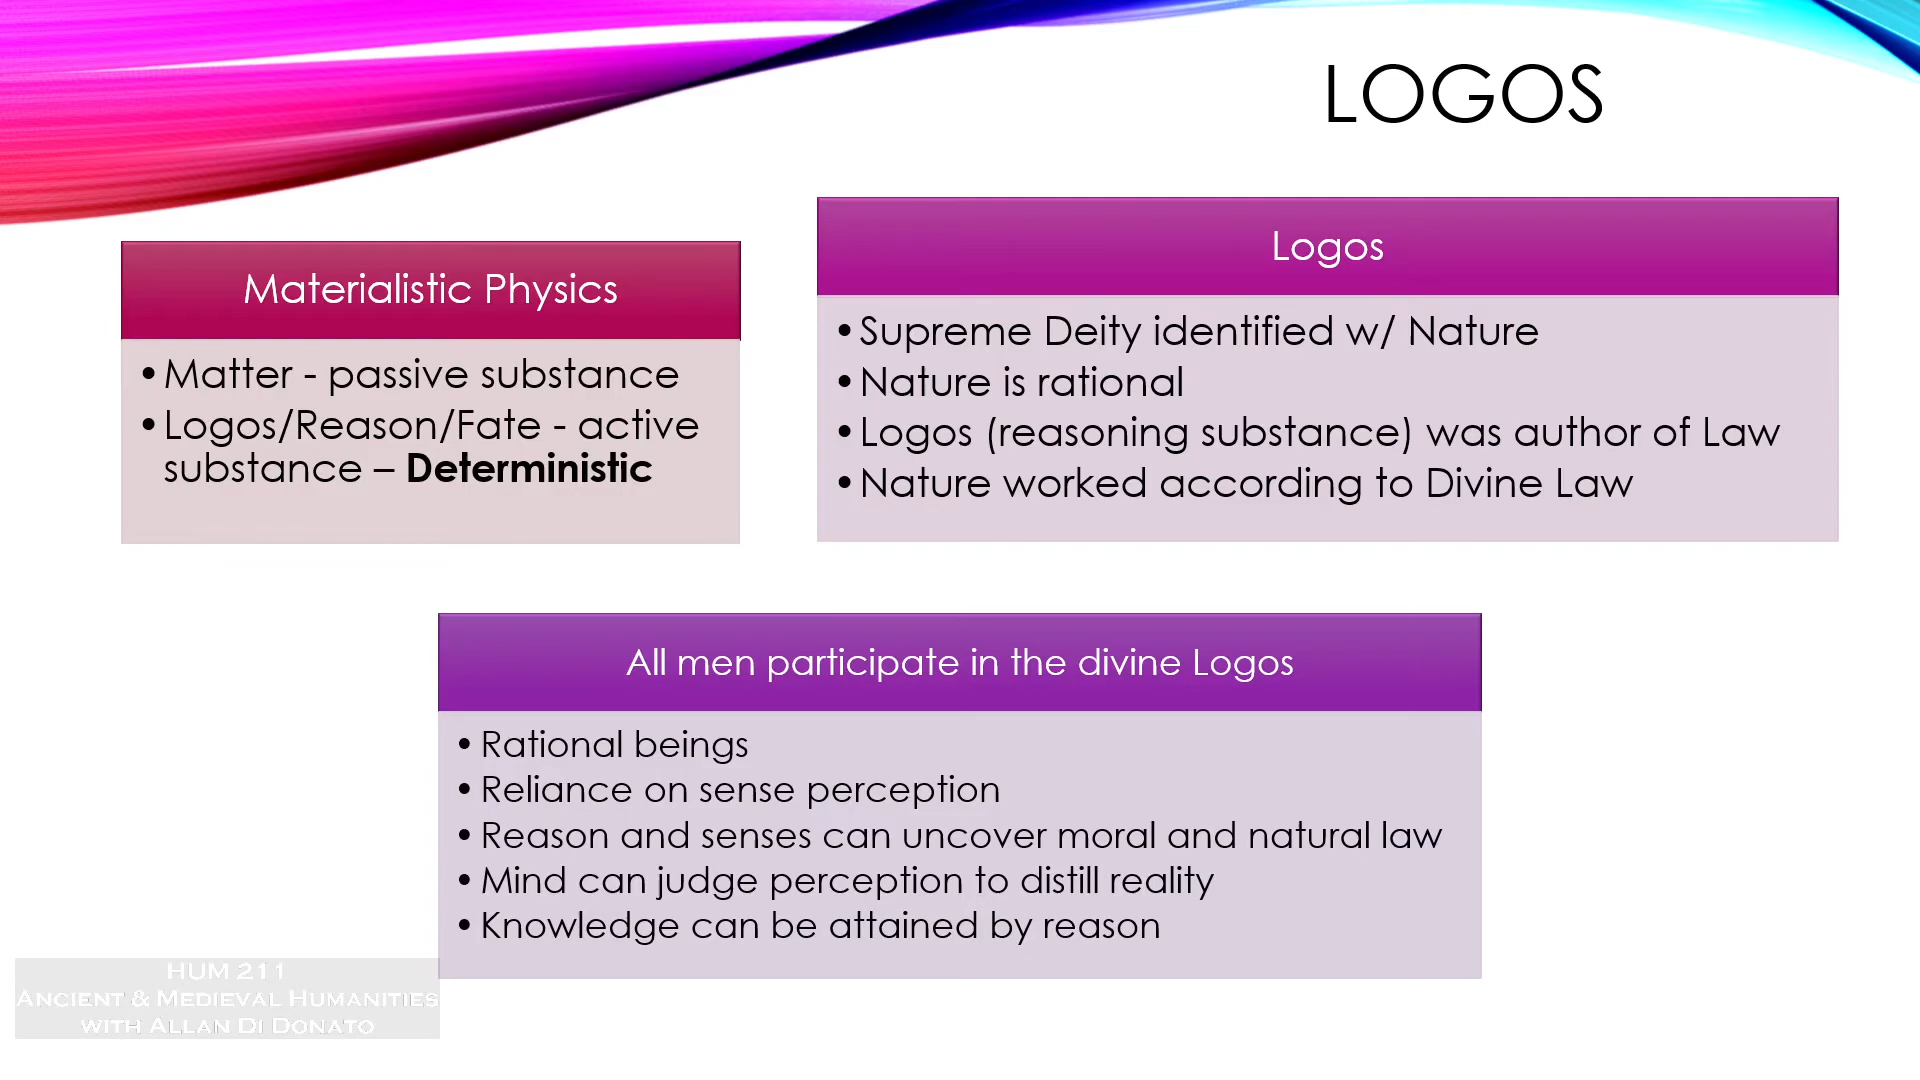 LOGOS
Materialistic Physics
•Matter - passive substance
•Logos/Reason/Fate - active
substance – Deterministic
Logos
•Supreme Deity identified w/ Nature
•Nature is rational
•Logos (reasoning substance) was author of Law
•Nature worked according to Divine Law
All men participate in the divine Logos
•Rational beings
•Reliance on sense perception
•Reason and senses can uncover moral and natural law
•Mind can judge perception to distill reality
•Knowledge can be attained by reason
HUM 211
Ancient & Medieval Humanities
with Allan Di Donato